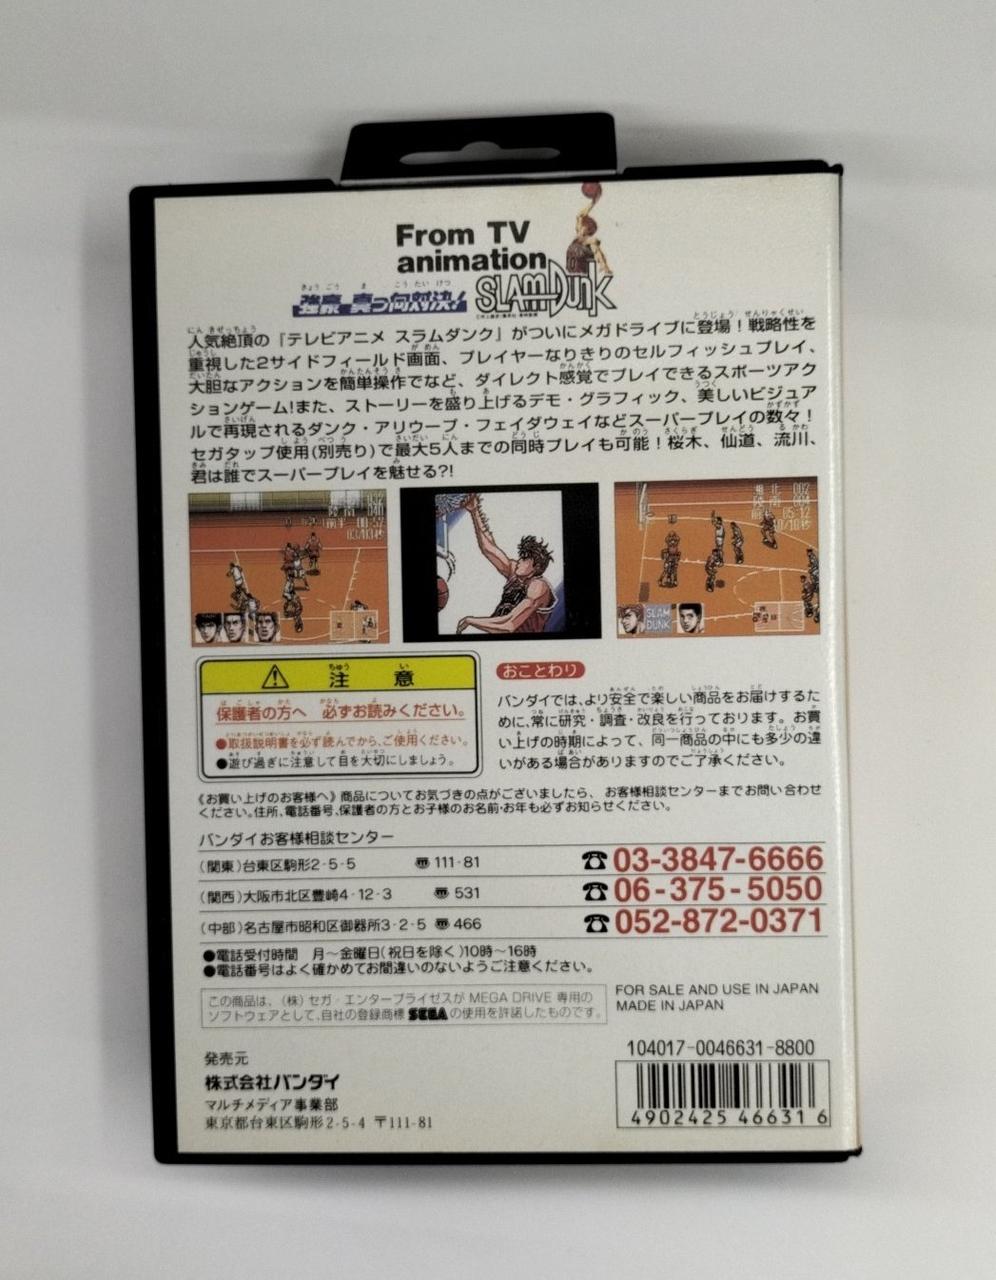 From TV
animation
強豪 真っ向対決!
SLAM DUNK
人気絶頂の『テレビアニメ スラムダンク』がついにメガドライブに登場!戦略性を
重視した2サイドフィールド画面、プレイヤーなりきりのセルフィッシュプレイ、
大胆なアクションを簡単操作でなど、ダイレクト感覚でプレイできるスポーツアク
ションゲーム!また、ストーリーを盛り上げるデモ・グラフィック、美しいビジュア
ルで再現されるダンク・アリウープ・フェイダウェイなどスーパープレイの数々!
セガタップ使用(別売り)で最大5人までの同時プレイも可能!桜木、仙道、流川、
君は誰でスーパープレイを魅せる?!
陵南 040
前半 00:52
湘北 002
陵南 004
前半 05:12
SLAM
DUNK
注意
保護者の方へ 必ずお読みください。
●取扱説明書を必ず読んでから、ご使用ください。
●遊び過ぎに注意して目を大切にしましょう。
おことわり
バンダイでは、より安全で楽しい商品をお届けするた
めに、常に研究・調査・改良を行っております。お買
い上げの時期によって、同一商品の中にも多少の違
いがある場合がありますのでご了承ください。
《お買い上げのお客様へ》商品についてお気づきの点がございましたら、お客様相談センターまでお問い合わせ
ください。住所、電話番号、保護者の方とお子様のお名前・お年も必ずお知らせください。
バンダイお客様相談センター
(関東)台東区駒形2-5-5 〠111-81 ☎03-3847-6666
(関西)大阪市北区豊崎4-12-3 〠531 ☎06-375-5050
(中部)名古屋市昭和区御器所3-2-5 〠466 ☎052-872-0371
●電話受付時間 月〜金曜日(祝日を除く)10時〜16時
●電話番号はよく確かめてお間違いのないようご注意ください。
この商品は、(株)セガ・エンタープライゼスが MEGA DRIVE 専用の
ソフトウェアとして、自社の登録商標 SEGA の使用を許諾したものです。
FOR SALE AND USE IN JAPAN
MADE IN JAPAN
発売元
株式会社バンダイ
マルチメディア事業部
東京都台東区駒形2-5-4 〒111-81
104017-0046631-8800
4902425 466316